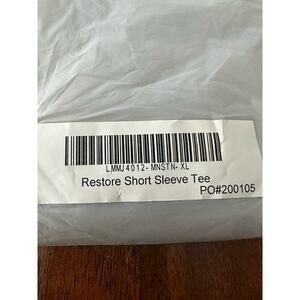 LMMJ4012-MNSTN-XL
Restore Short Sleeve Tee
PO#200105